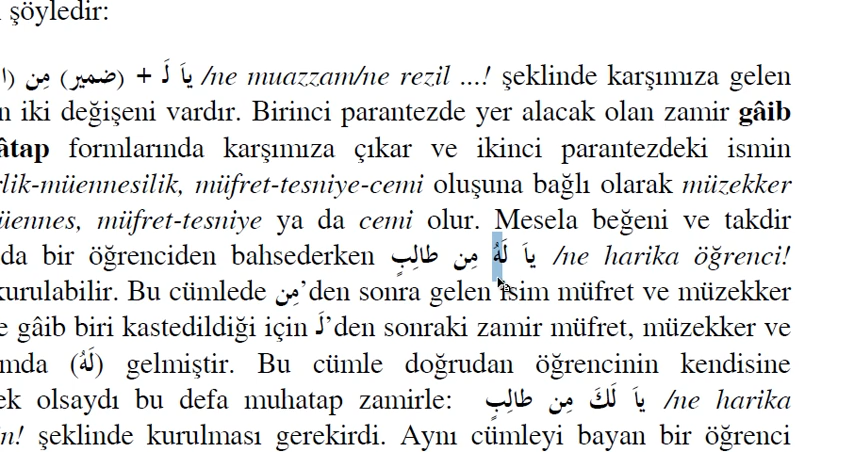 şöyledir:
ياَ لَـ + (ضمير) مِن (ا /ne muazzam/ne rezil ...! şeklinde karşımıza gelen
n iki değişeni vardır. Birinci parantezde yer alacak olan zamir gâib
âtap formlarında karşımıza çıkar ve ikinci parantezdeki ismin
rlik-müennesilik, müfret-tesniye-cemi oluşuna bağlı olarak müzekker
üennes, müfret-tesniye ya da cemi olur. Mesela beğeni ve takdir
da bir öğrenciden bahsederken ياَ لَهُ مِن طالِبٍ /ne harika öğrenci!
kurulabilir. Bu cümlede مِن’den sonra gelen isim müfret ve müzekker
e gâib biri kastedildiği için لَـ’den sonraki zamir müfret, müzekker ve
mda (لَهُ) gelmiştir. Bu cümle doğrudan öğrencinin kendisine
ek olsaydı bu defa muhatap zamirle: ياَ لَكَ مِن طالِبٍ /ne harika
in! şeklinde kurulması gerekirdi. Aynı cümleyi bayan bir öğrenci